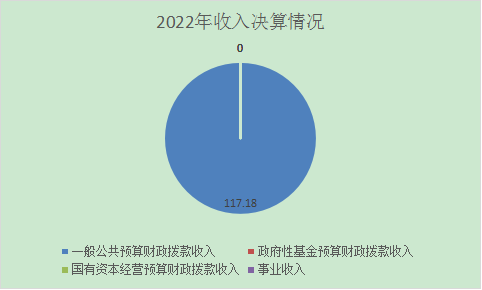 2022年收入决算情况
0
117.18
一般公共预算财政拨款收入
政府性基金预算财政拨款收入
国有资本经营预算财政拨款收入
事业收入